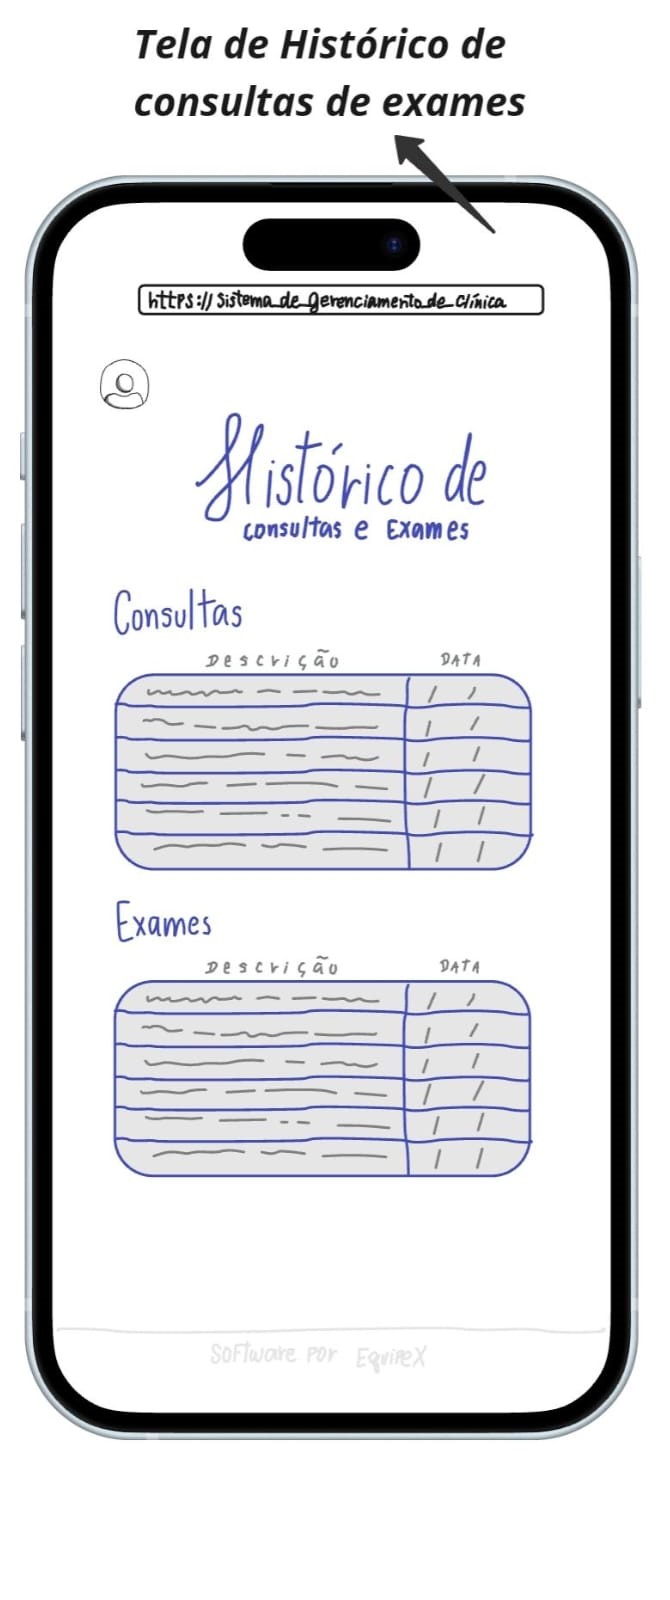 Tela de Histórico de
consultas de exames
https://Sistema_de_Gerenciamento_de_Clínica
Histórico de
consultas e Exames
Consultas
Descrição DATA
/ /
/ /
/ /
/ /
/ /
/ /
Exames
Descrição DATA
/ /
/ /
/ /
/ /
/ /
/ /
Software por EquipeX